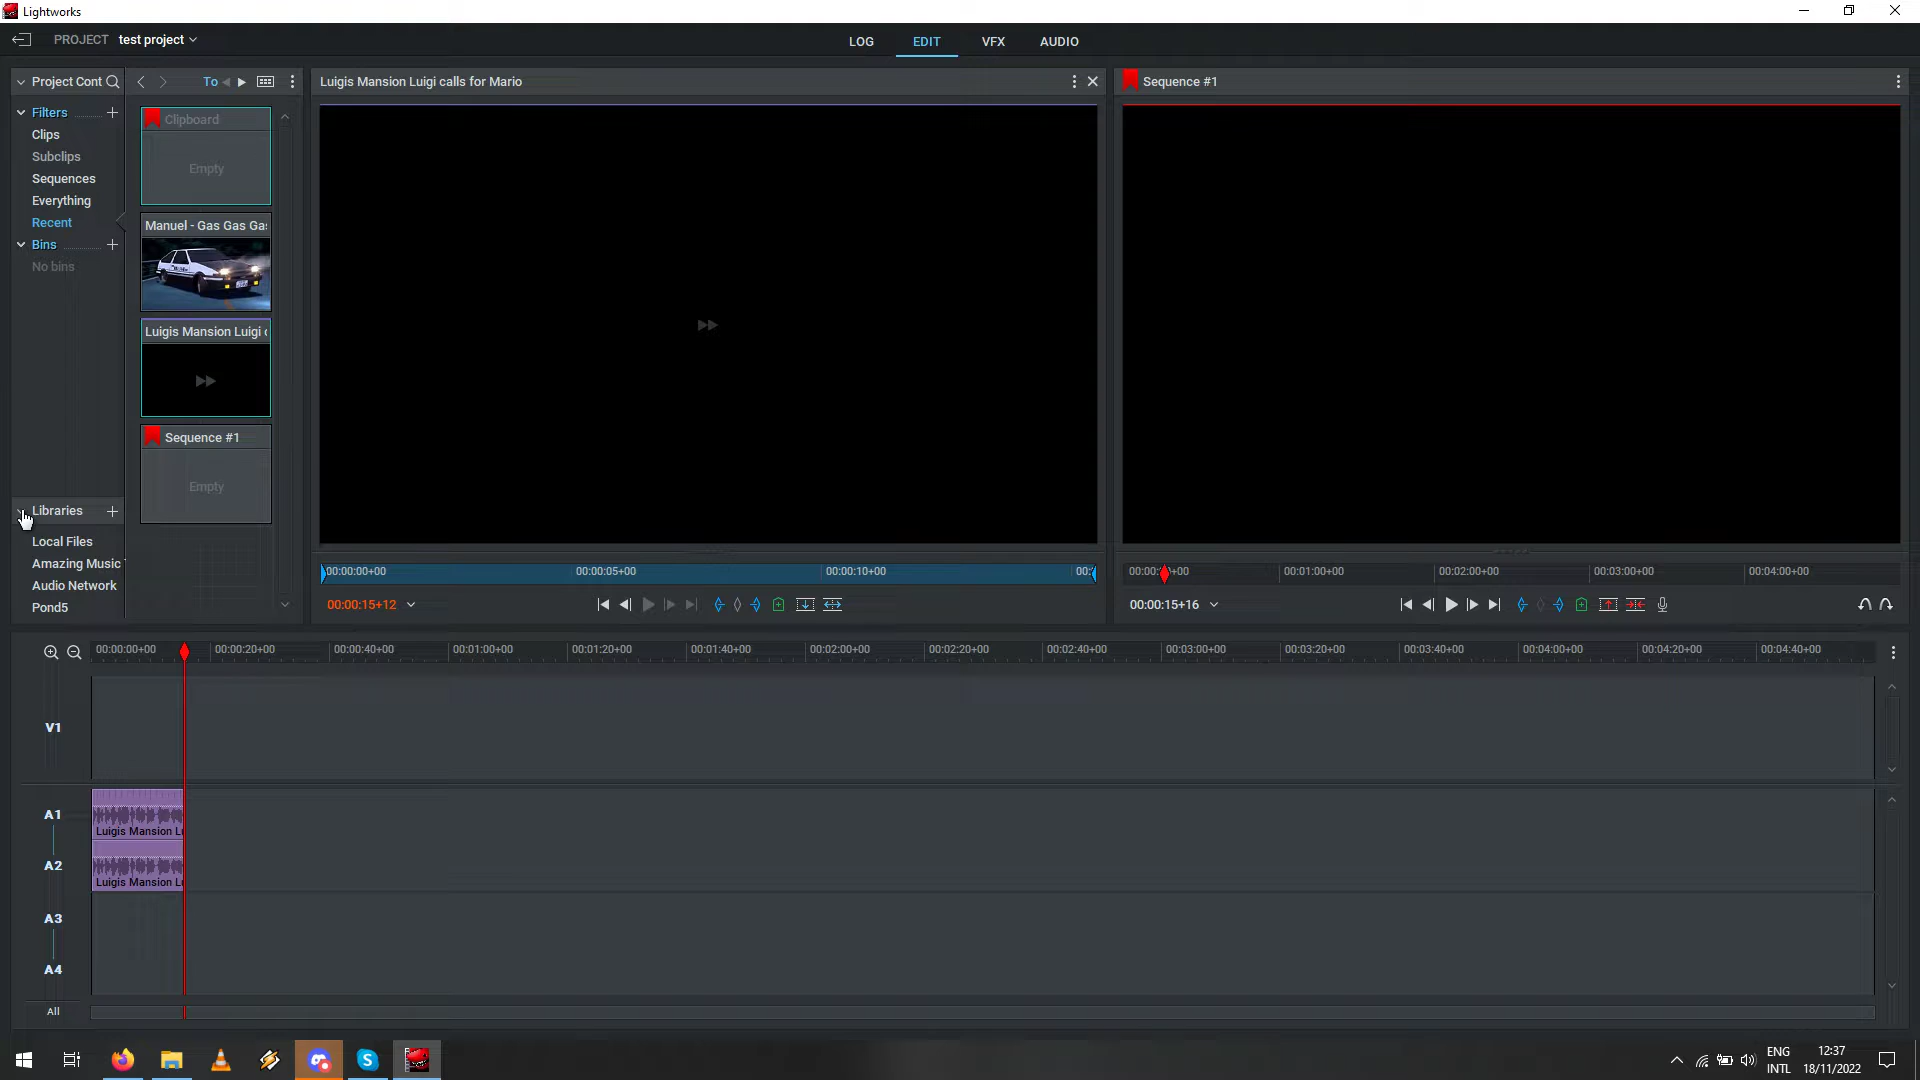 Lightworks
PROJECT test project
LOG EDIT VFX AUDIO
Project Cont
To
Luigis Mansion Luigi calls for Mario
Sequence #1
Filters
Clips
Subclips
Sequences
Everything
Recent
Bins
No bins
Clipboard
Empty
Manuel - Gas Gas Ga
Luigis Mansion Luigi
Sequence #1
Empty
Libraries
Local Files
Amazing Music
Audio Network
Pond5
00:00:00+00 00:00:05+00 00:00:10+00 00:
00:00:15+12
00:00: +00 00:01:00+00 00:02:00+00 00:03:00+00 00:04:00+00
00:00:15+16
00:00:00+00 00:00:20+00 00:00:40+00 00:01:00+00 00:01:20+00 00:01:40+00 00:02:00+00 00:02:20+00 00:02:40+00 00:03:00+00 00:03:20+00 00:03:40+00 00:04:00+00 00:04:20+00 00:04:40+00
V1
A1
Luigis Mansion L
A2
Luigis Mansion L
A3
A4
All
ENG
INTL
12:37
18/11/2022